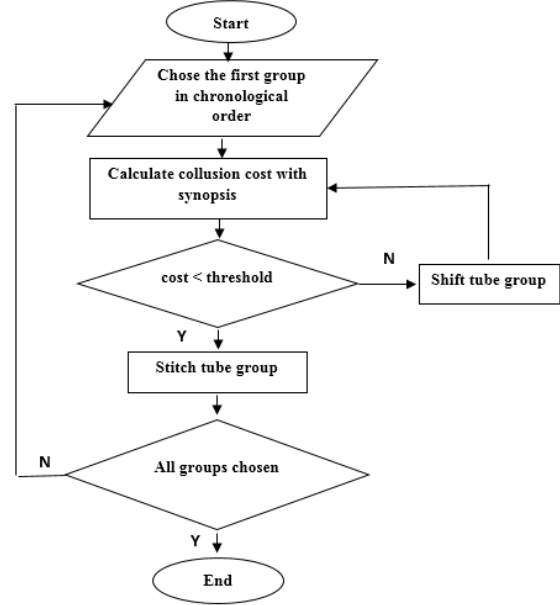 Start
Chose the first group
in chronological
order
Calculate collusion cost with
synopsis
cost < threshold
N
Shift tube group
Y
Stitch tube group
N
All groups chosen
Y
End